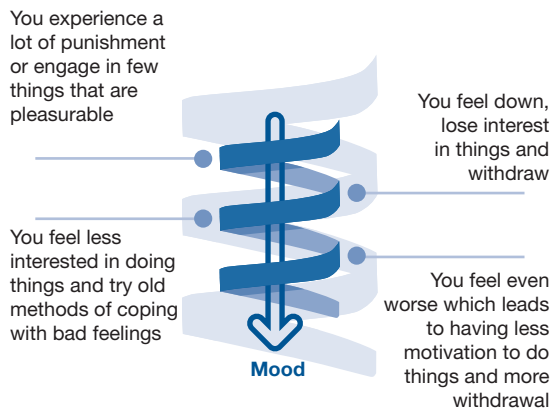 You experience a
lot of punishment
or engage in few
things that are
pleasurable
You feel down,
lose interest
in things and
withdraw
You feel less
interested in doing
things and try old
methods of coping
with bad feelings
You feel even
worse which leads
to having less
motivation to do
things and more
withdrawal
Mood